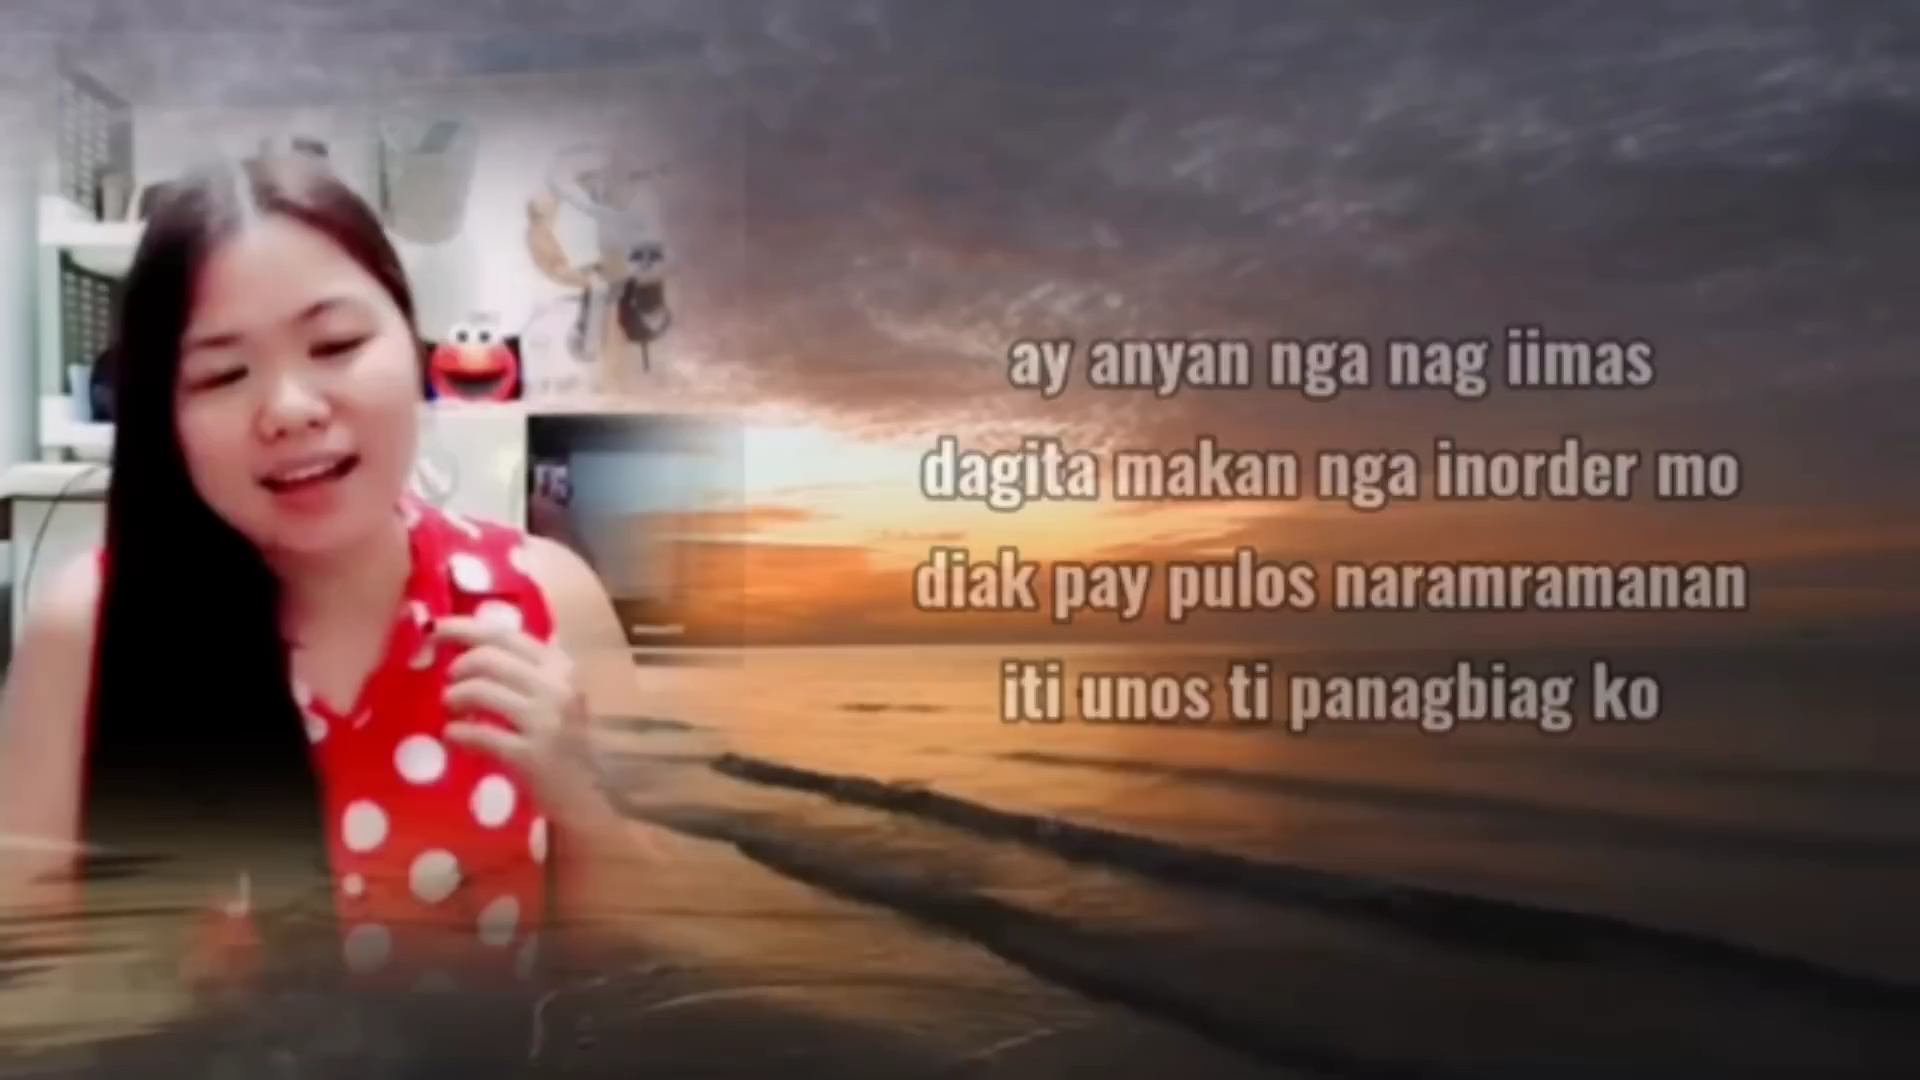 ay anyan nga nag iimas
dagita makan nga inorder mo
diak pay pulos naramramanan
iti unos ti panagbiag ko